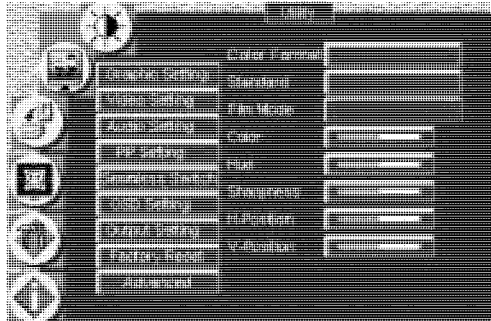 Utility
Color Format
Graphic Setting
Standard
Video Setting
Film Mode
Audio Setting
Color
PIP Setting
Hue
Sharpness
OSD Setting
H-Position
Output Setting
V-Position
Factory Reset
Advanced